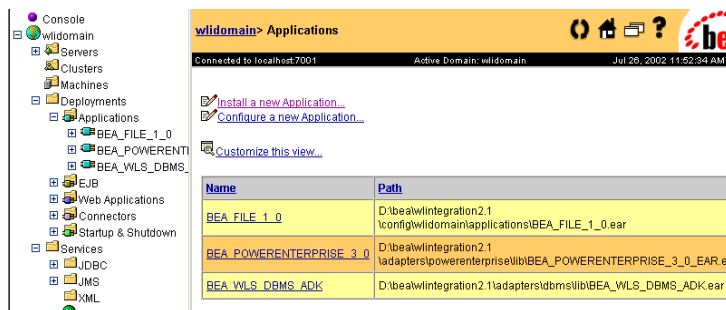 Console
wlidomain
Servers
Clusters
Machines
Deployments
Applications
BEA_FILE_1_0
BEA_POWERENTI
BEA_WLS_DBMS_
EJB
Web Applications
Connectors
Startup & Shutdown
Services
JDBC
JMS
XML
wlidomain> Applications
?
be
Connected to localhost:7001 Active Domain: wlidomain Jul 26, 2002 11:52:34 AM
Install a new Application...
Configure a new Application...
Customize this view...
Name Path
BEA_FILE_1_0 D:\bea\wlintegration2.1
\config\wlidomain\applications\BEA_FILE_1_0.ear
BEA_POWERENTERPRISE_3_0 D:\bea\wlintegration2.1
\adapters\powerenterprise\lib\BEA_POWERENTERPRISE_3_0_EAR.e
BEA_WLS_DBMS_ADK D:\bea\wlintegration2.1\adapters\dbms\lib\BEA_WLS_DBMS_ADK.ear